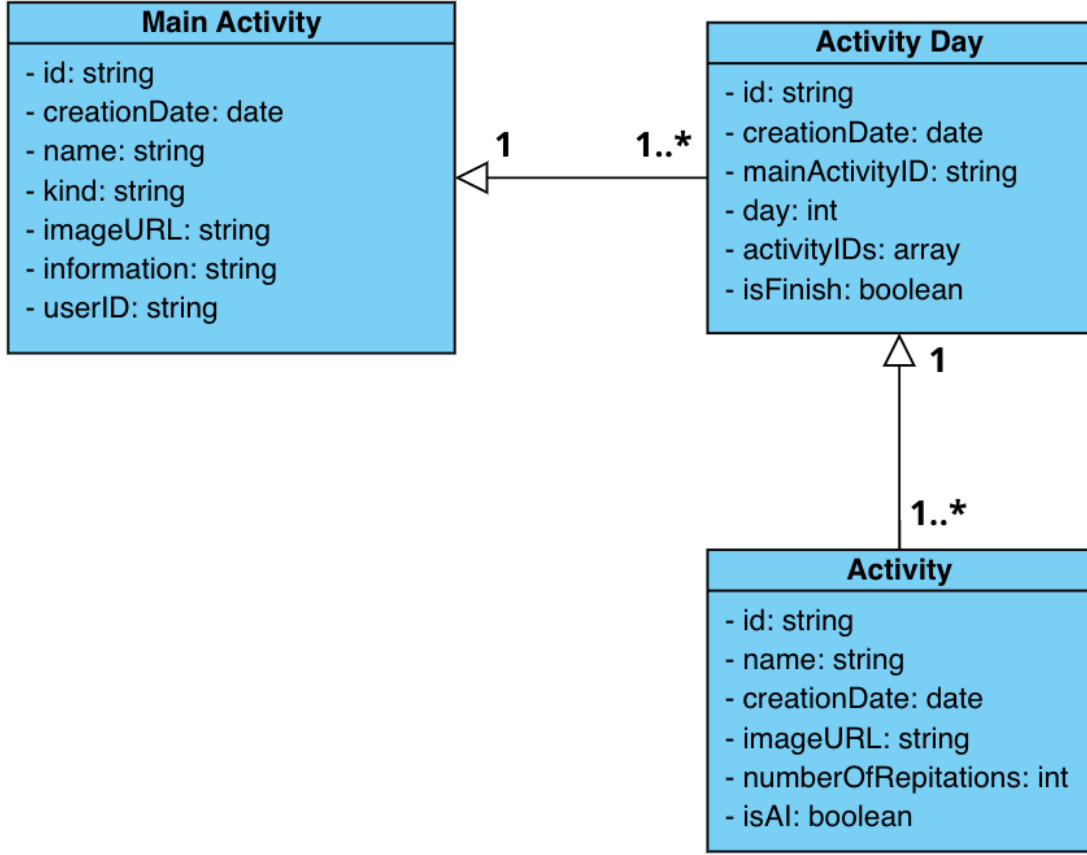 Main Activity
- id: string
- creationDate: date
- name: string
- kind: string
- imageURL: string
- information: string
- userID: string
1
1..*
Activity Day
- id: string
- creationDate: date
- mainActivityID: string
- day: int
- activityIDs: array
- isFinish: boolean
1
1..*
Activity
- id: string
- name: string
- creationDate: date
- imageURL: string
- numberOfRepitations: int
- isAI: boolean